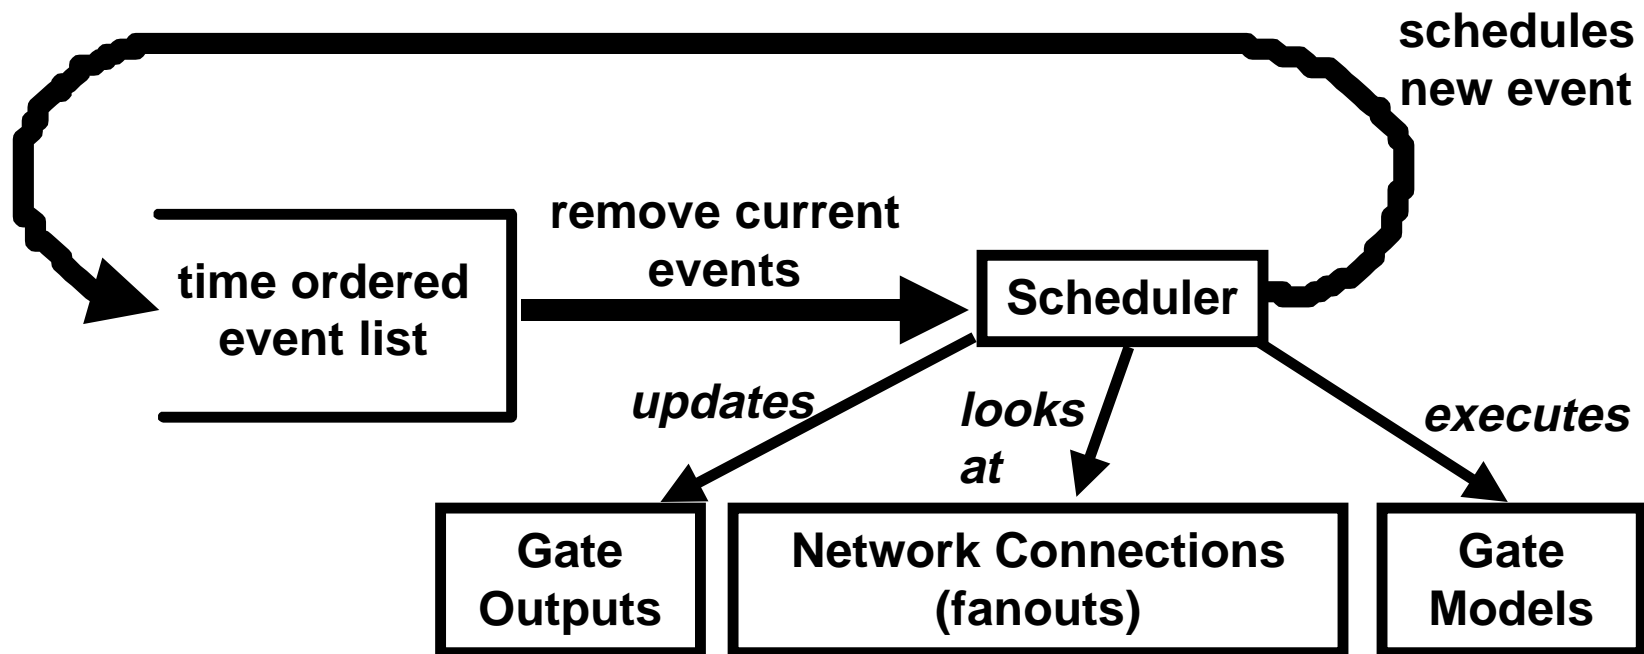 schedules
new event
remove current
events
time ordered
event list
Scheduler
updates
looks
at
executes
Gate
Outputs
Network Connections
(fanouts)
Gate
Models